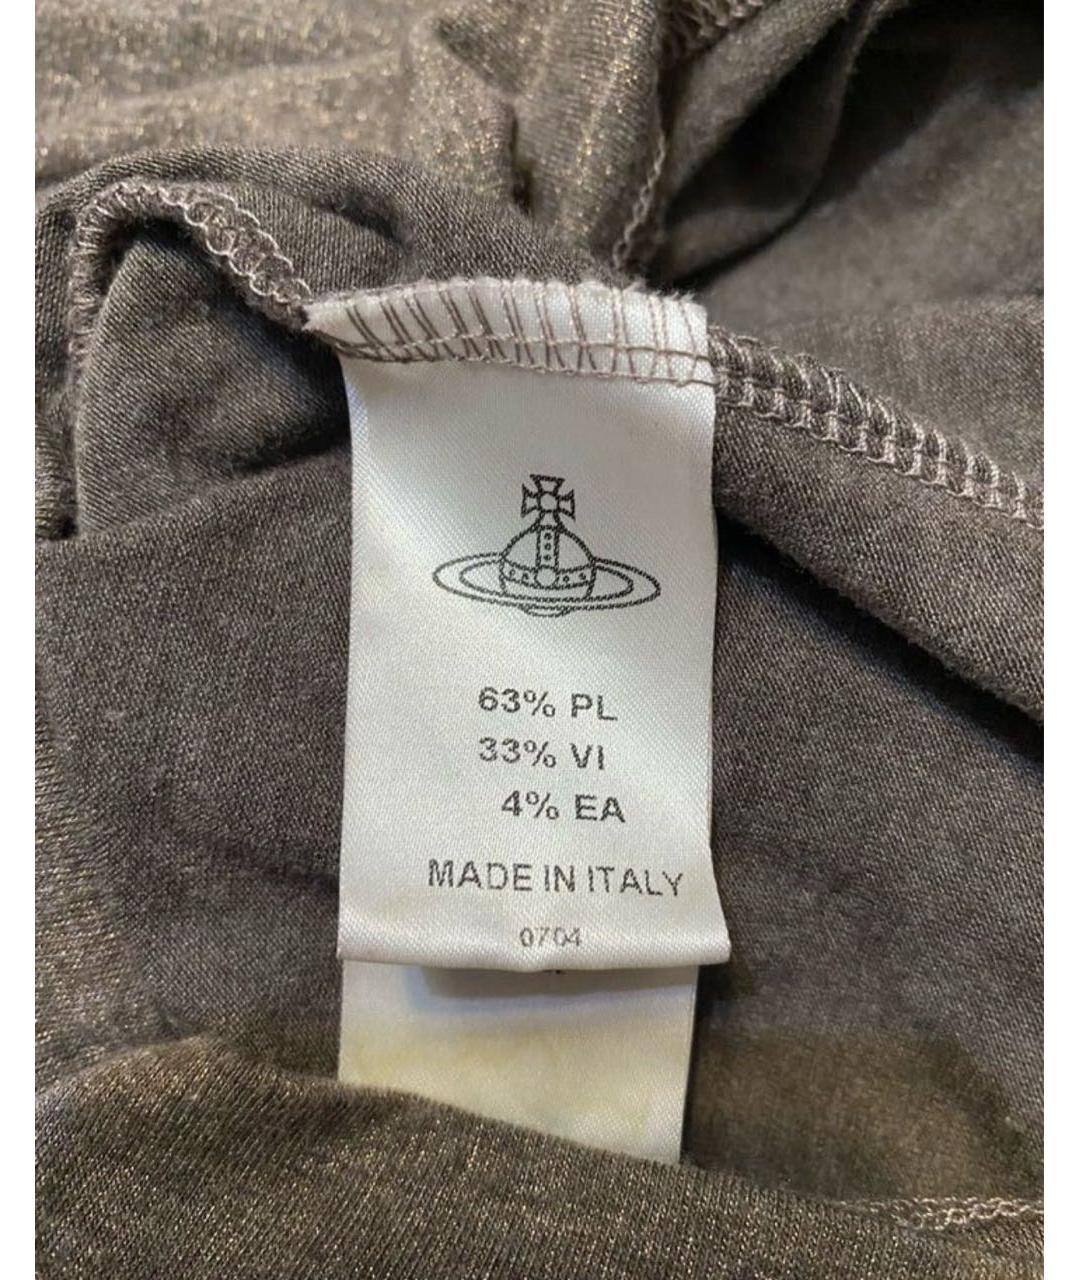 63% PL
33% VI
4% EA
MADE IN ITALY
0704